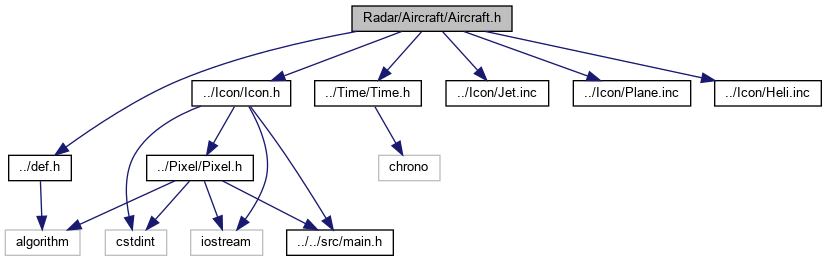 Radar/Aircraft/Aircraft.h
../Icon/Icon.h
../Time/Time.h
../Icon/Jet.inc
../Icon/Plane.inc
../Icon/Heli.inc
../def.h
../Pixel/Pixel.h
chrono
algorithm
cstdint
iostream
../../src/main.h